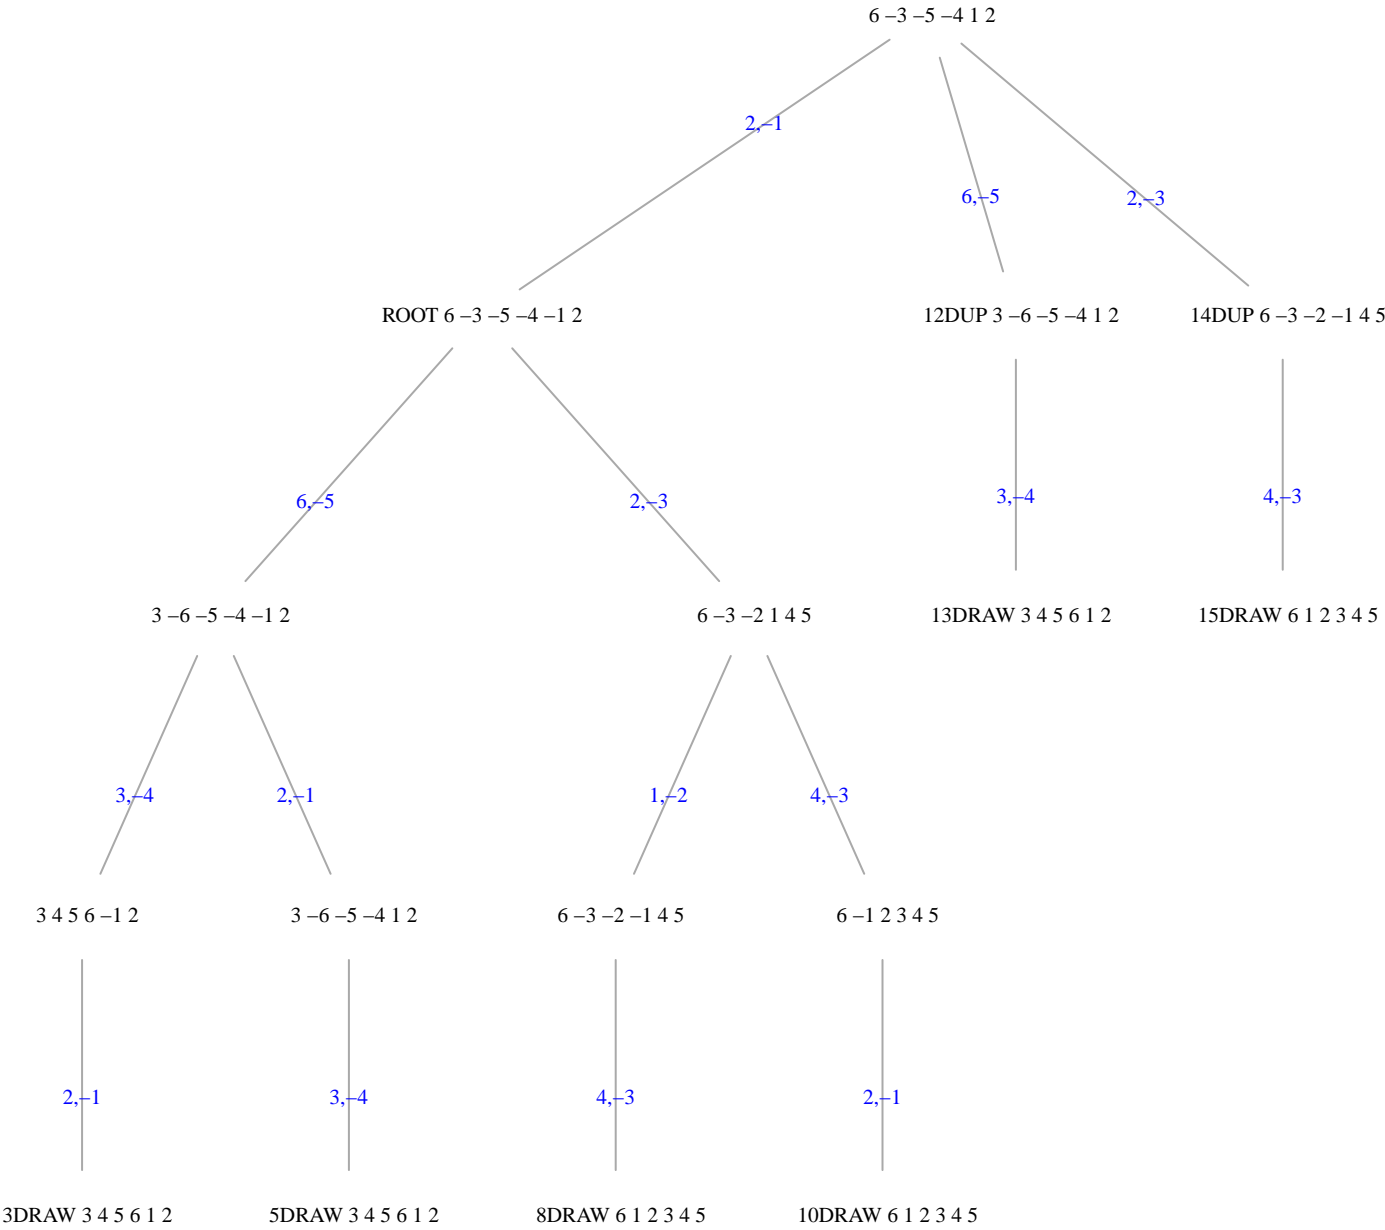 6 –3 –5 –4 1 2
2,–1
6,–5
2,–3
ROOT 6 –3 –5 –4 –1 2
12DUP 3 –6 –5 –4 1 2
14DUP 6 –3 –2 –1 4 5
6,–5
2,–3
3,–4
4,–3
3 –6 –5 –4 –1 2
6 –3 –2 1 4 5
13DRAW 3 4 5 6 1 2
15DRAW 6 1 2 3 4 5
3,–4
2,–1
1,–2
4,–3
3 4 5 6 –1 2
3 –6 –5 –4 1 2
6 –3 –2 –1 4 5
6 –1 2 3 4 5
2,–1
3,–4
4,–3
2,–1
3DRAW 3 4 5 6 1 2
5DRAW 3 4 5 6 1 2
8DRAW 6 1 2 3 4 5
10DRAW 6 1 2 3 4 5